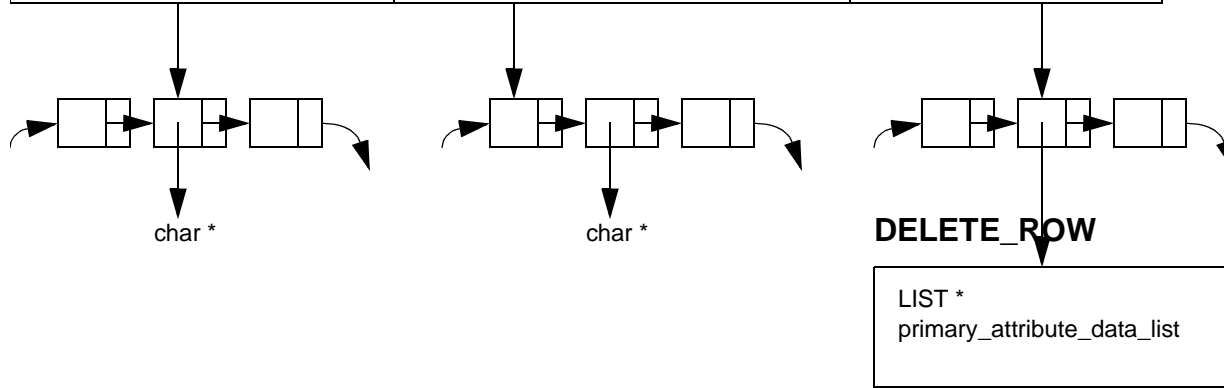 char *
char *
DELETE_ROW
LIST *
primary_attribute_data_list